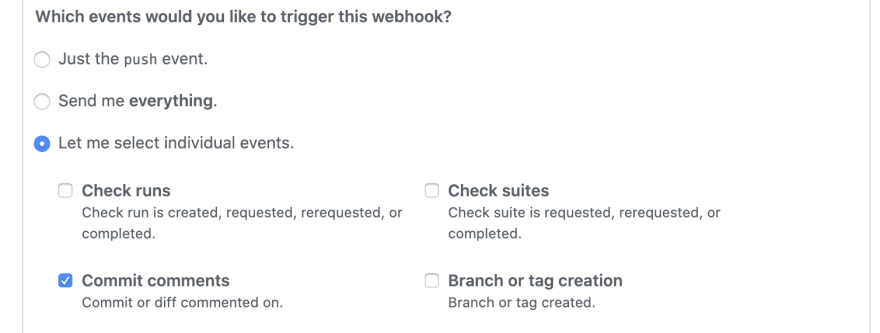 Which events would you like to trigger this webhook?
Just the push event.
Send me everything.
Let me select individual events.
Check runs
Check run is created, requested, rerequested, or
completed.
Check suites
Check suite is requested, rerequested, or
completed.
Commit comments
Commit or diff commented on.
Branch or tag creation
Branch or tag created.